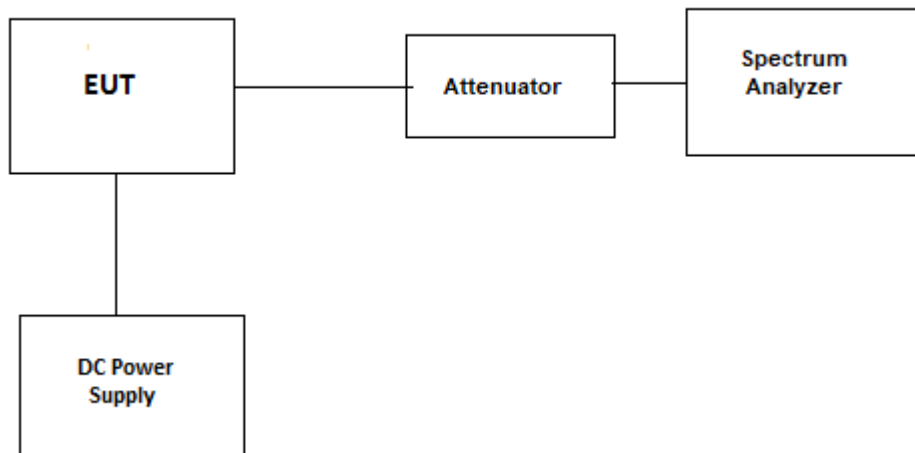 EUT
Attenuator
Spectrum
Analyzer
DC Power
Supply